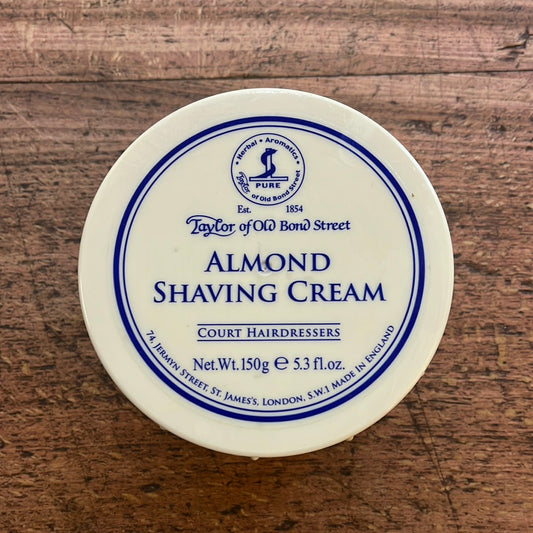 Herbal • Aromatics
Taylor of Old Bond Street
PURE
Est. 1854
Taylor of Old Bond Street
ALMOND
SHAVING CREAM
COURT HAIRDRESSERS
Net.Wt.150g ℮ 5.3 fl.oz.
74, JERMYN STREET, ST. JAMES'S, LONDON, S.W.1 MADE IN ENGLAND